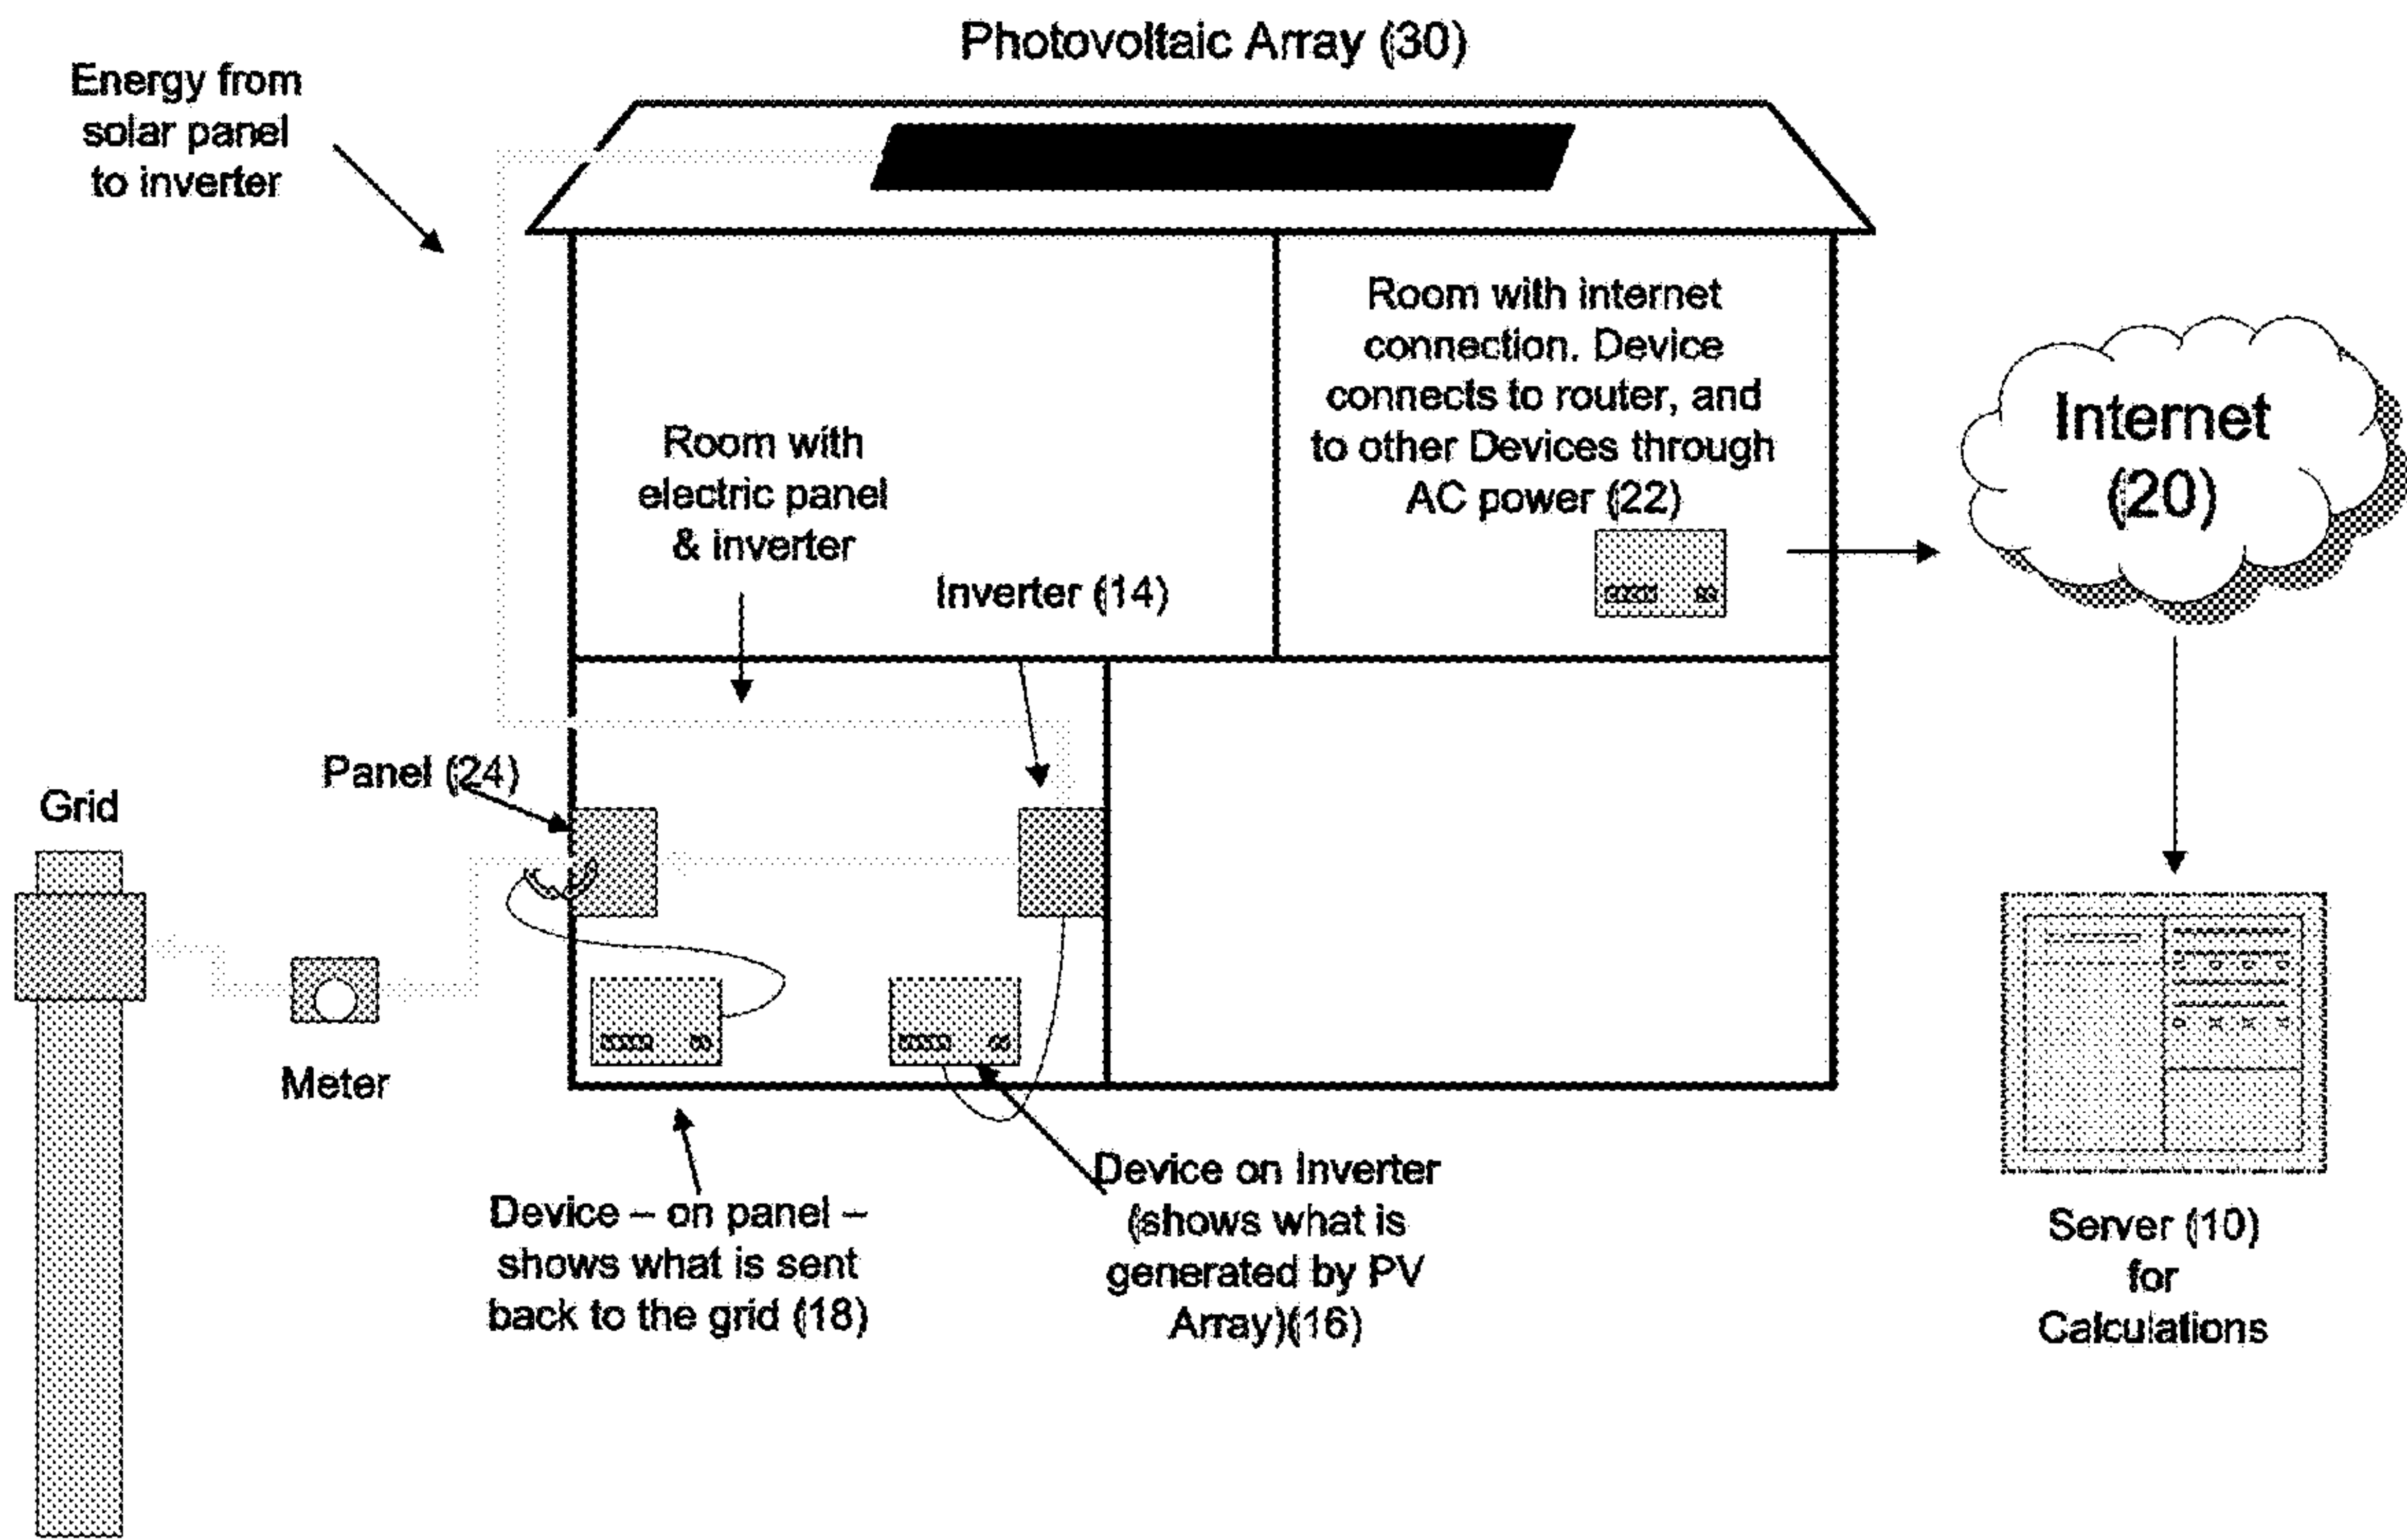 Photovoltaic Array (30)
Energy from
solar panel
to inverter
Room with internet
connection. Device
connects to router, and
to other Devices through
AC power (22)
Internet
(20)
Room with
electric panel
& inverter
Inverter (14)
Panel (24)
Grid
Meter
Device – on panel –
shows what is sent
back to the grid (18)
Device on Inverter
(shows what is
generated by PV
Array)(16)
Server (10)
for
Calculations